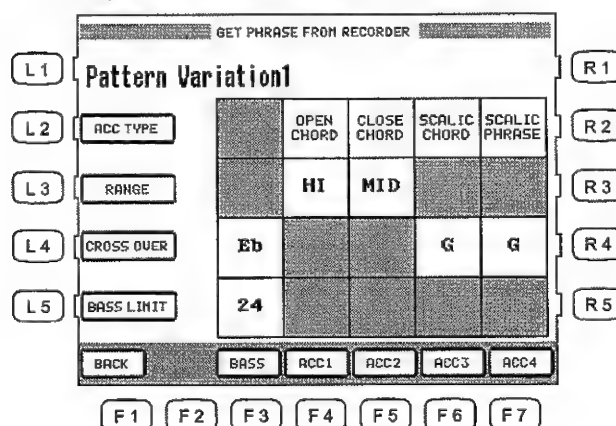 GET PHRASE FROM RECORDER
L1 Pattern Variation1 R1
L2 ACC TYPE OPEN CHORD CLOSE CHORD SCALIC CHORD SCALIC PHRASE R2
L3 RANGE HI MID R3
L4 CROSS OVER Eb G G R4
L5 BASS LIMIT 24 R5
BACK BASS ACC1 ACC2 ACC3 ACC4
F1 F2 F3 F4 F5 F6 F7